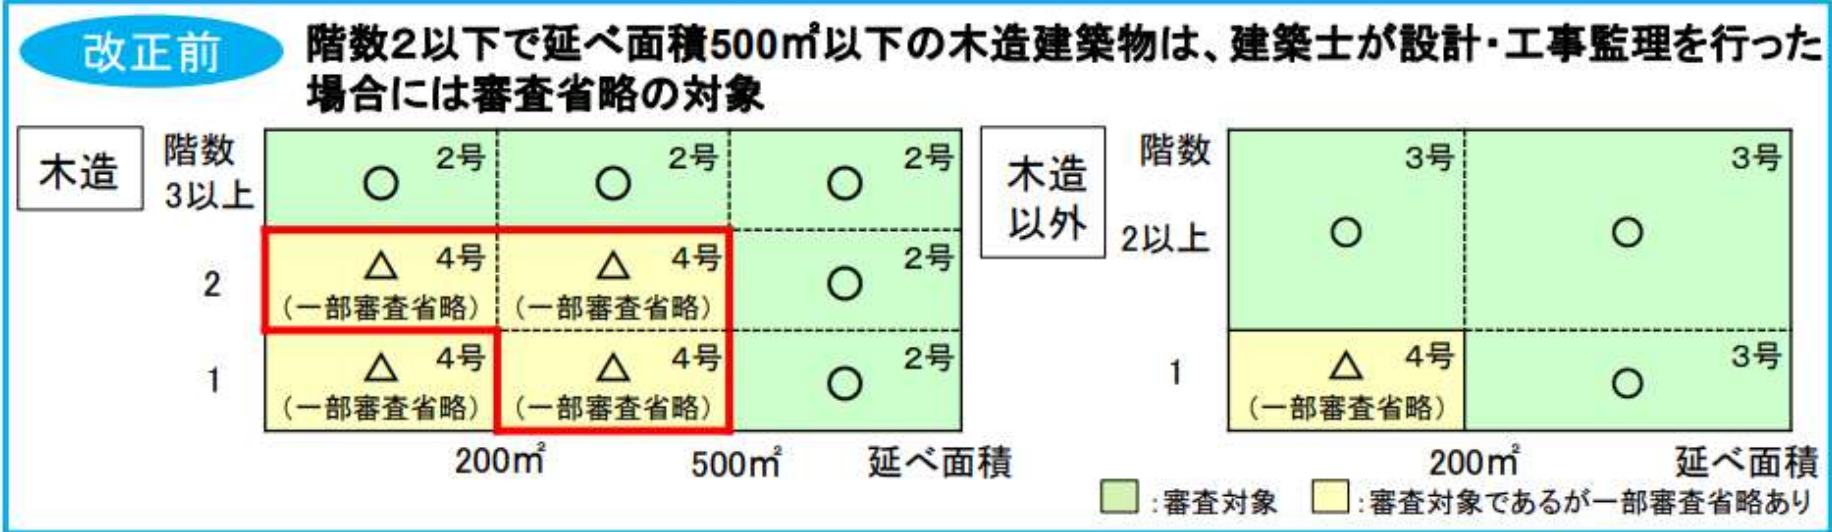 改正前
階数２以下で延べ面積500㎡以下の木造建築物は、建築士が設計・工事監理を行った
場合には審査省略の対象
木造
階数
3以上
○ 2号
○ 2号
○ 2号
2
△ 4号
(一部審査省略)
△ 4号
(一部審査省略)
○ 2号
1
△ 4号
(一部審査省略)
△ 4号
(一部審査省略)
○ 2号
200㎡
500㎡
延べ面積
木造
以外
階数
2以上
○ 3号
○ 3号
1
△ 4号
(一部審査省略)
○ 3号
200㎡
延べ面積
:審査対象
:審査対象であるが一部審査省略あり